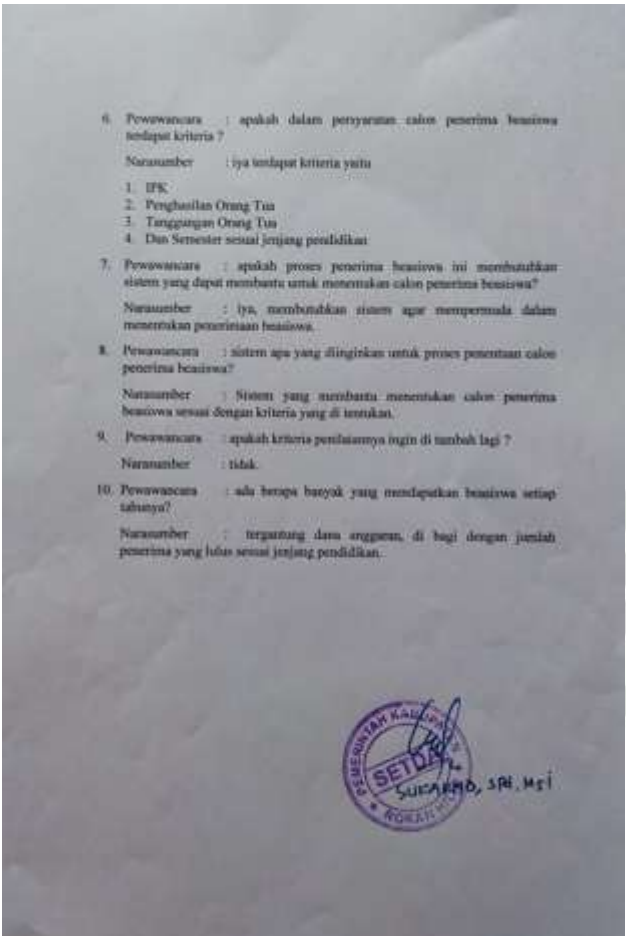 6. Pewawancara : apakah dalam persyaratan calon penerima beasiswa
terdapat kriteria ?
Narasumber : iya terdapat kriteria yaitu
1. IPK
2. Penghasilan Orang Tua
3. Tanggungan Orang Tua
4. Dan Semester sesuai jenjang pendidikan
7. Pewawancara : apakah proses penerima beasiswa ini membutuhkan
sistem yang dapat membantu untuk menentukan calon penerima beasiswa?
Narasumber : iya, membutuhkan sistem agar mempermuda dalam
menentukan penerimaan beasiswa.
8. Pewawancara : sistem apa yang diinginkan untuk proses penentuan calon
penerima beasiswa?
Narasumber : Sistem yang membantu menentukan calon penerima
beasiswa sesuai dengan kriteria yang di tentukan.
9. Pewawancara : apakah kriteria penilaiannya ingin di tambah lagi ?
Narasumber : tidak.
10. Pewawancara : ada berapa banyak yang mendapatkan beasiswa setiap
tahunya?
Narasumber : tergantung dana anggaran, di bagi dengan jumlah
penerima yang lulus sesuai jenjang pendidikan.
PEMERINTAH KABUPATEN
SETDA
ROKAN
SUKARMO, SPd, MSi